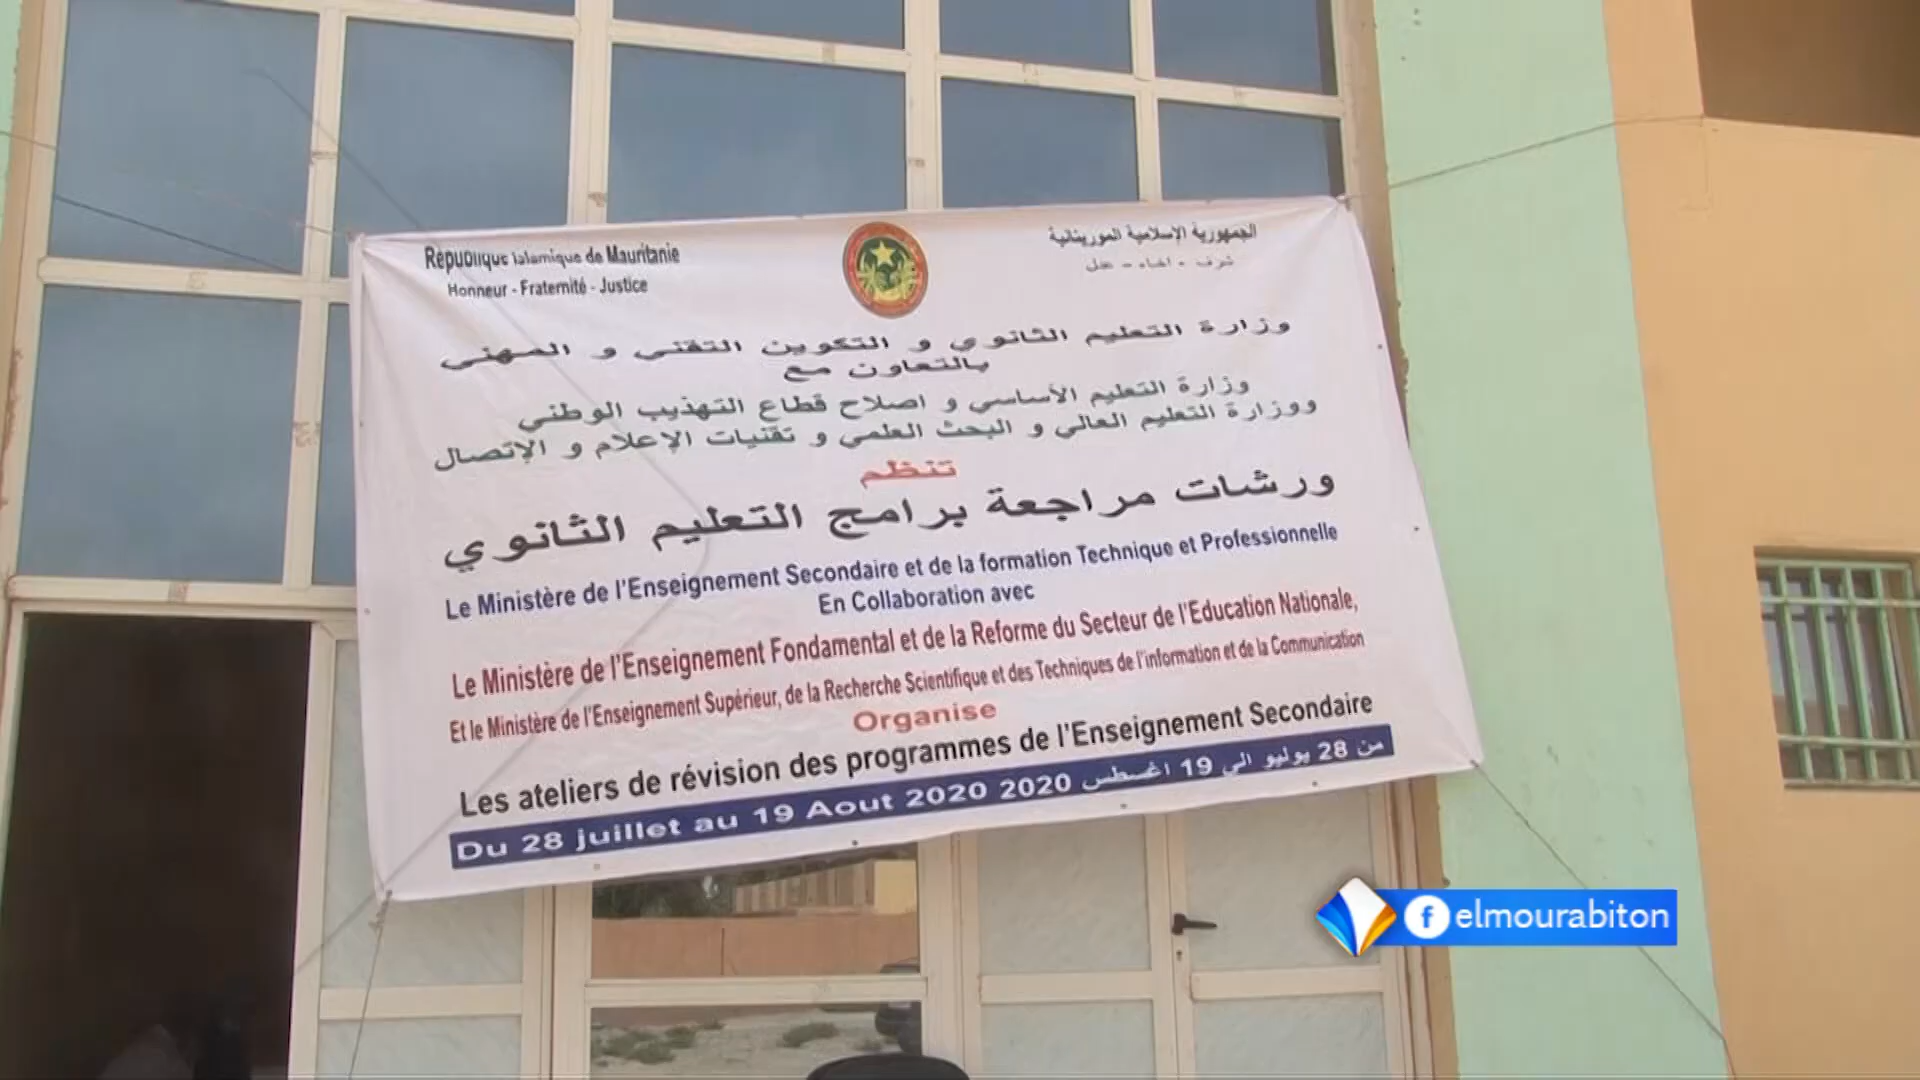 République Islamique de Mauritanie
Honneur - Fraternité - Justice
الجمهورية الإسلامية الموريتانية
شرف - اخاء - عدل
وزارة التعليم الثانوي و التكوين التقني و المهني
بالتعاون مع
وزارة التعليم الأساسي و اصلاح قطاع التهذيب الوطني
ووزارة التعليم العالي و البحث العلمي و تقنيات الإعلام و الإتصال
تنظم
ورشات مراجعة برامج التعليم الثانوي
Le Ministère de l'Enseignement Secondaire et de la formation Technique et Professionnelle
En Collaboration avec
Le Ministère de l'Enseignement Fondamental et de la Reforme du Secteur de l'Education Nationale,
Et le Ministère de l'Enseignement Supérieur, de la Recherche Scientifique et des Techniques de l'information et de la Communication
Organise
Les ateliers de révision des programmes de l'Enseignement Secondaire
Du 28 juillet au 19 Aout 2020
من 28 يوليو الى 19 اغسطس 2020
elmourabiton